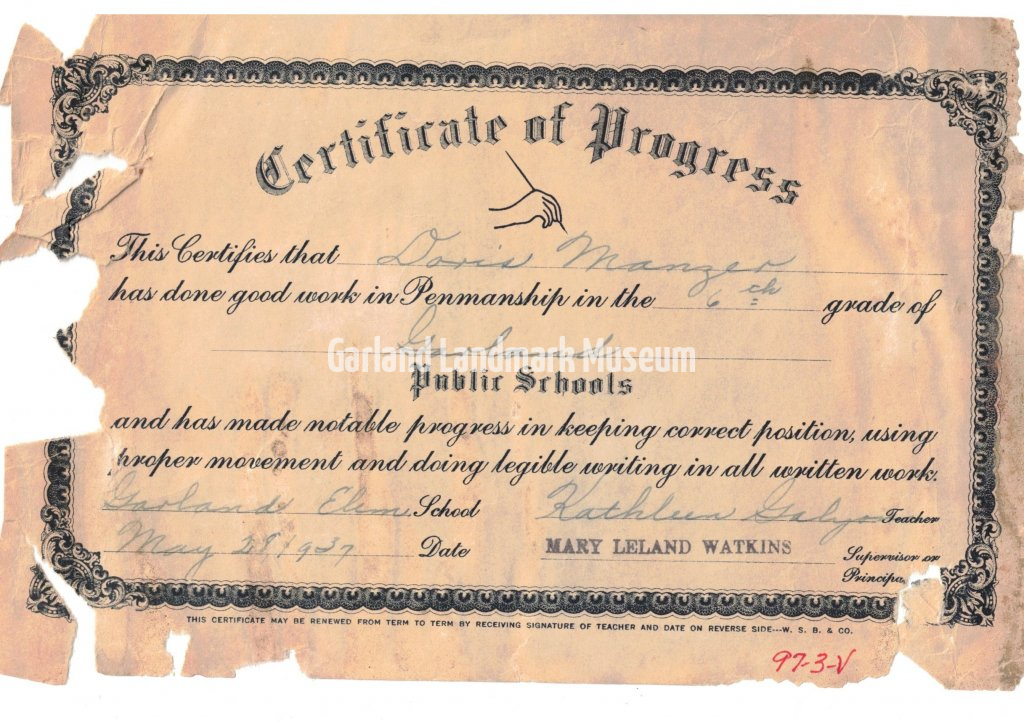 Certificate of Progress
This Certifies that Doris Manzer
has done good work in Penmanship in the 6th grade of
Garland
Garland Landmark Museum
Public Schools
and has made notable progress in keeping correct position, using
proper movement and doing legible writing in all written work.
Garland Elem. School Kathleen Galyo Teacher
May 29 1937 Date MARY LELAND WATKINS Supervisor or
Principa
THIS CERTIFICATE MAY BE RENEWED FROM TERM TO TERM BY RECEIVING SIGNATURE OF TEACHER AND DATE ON REVERSE SIDE---W. S. B. & CO.
97-3-V